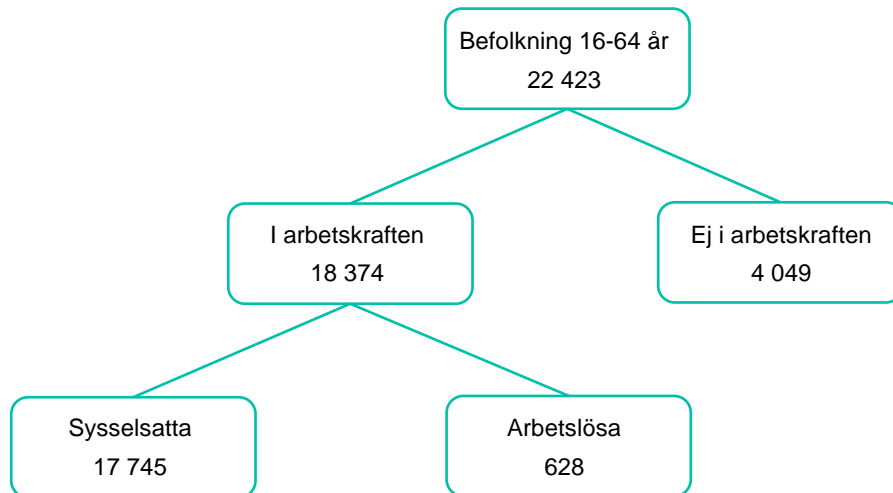 Befolkning 16-64 år
22 423
I arbetskraften
18 374
Ej i arbetskraften
4 049
Sysselsatta
17 745
Arbetslösa
628